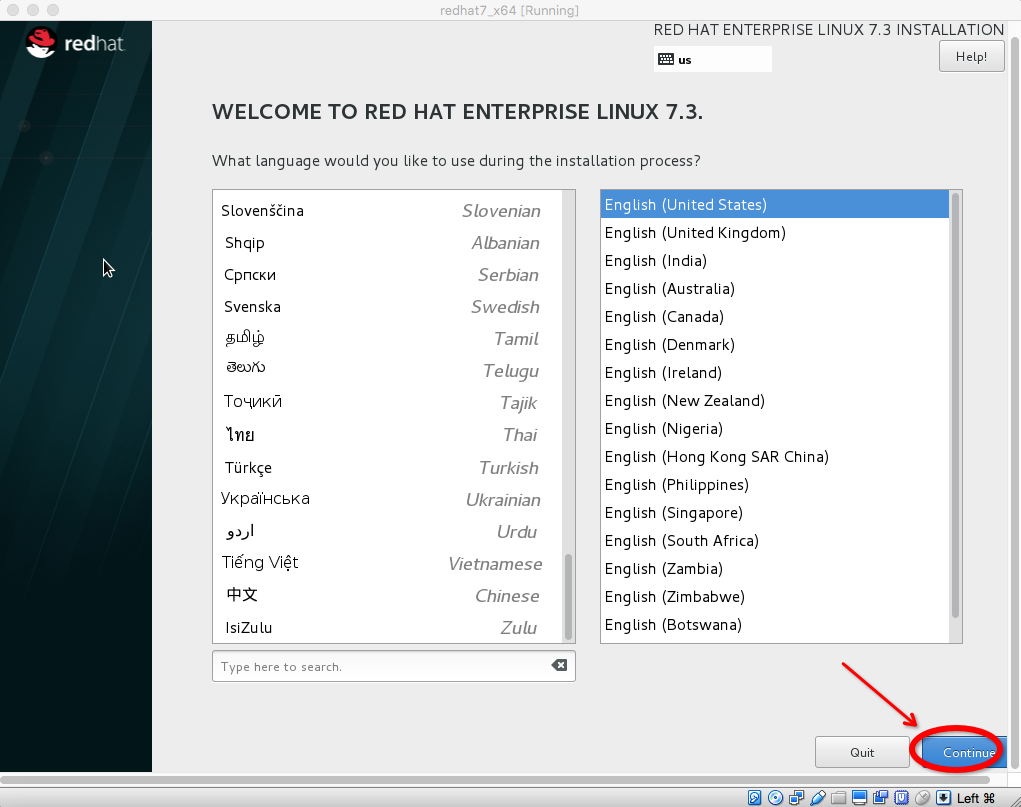 redhat7_x64 [Running]
redhat
RED HAT ENTERPRISE LINUX 7.3 INSTALLATION
us
Help!
WELCOME TO RED HAT ENTERPRISE LINUX 7.3.
What language would you like to use during the installation process?
Slovenščina Slovenian
Shqip Albanian
Српски Serbian
Svenska Swedish
தமிழ் Tamil
తెలుగు Telugu
Тоҷикӣ Tajik
ไทย Thai
Türkçe Turkish
Українська Ukrainian
اردو Urdu
Tiếng Việt Vietnamese
中文 Chinese
IsiZulu Zulu
Type here to search.
English (United States)
English (United Kingdom)
English (India)
English (Australia)
English (Canada)
English (Denmark)
English (Ireland)
English (New Zealand)
English (Nigeria)
English (Hong Kong SAR China)
English (Philippines)
English (Singapore)
English (South Africa)
English (Zambia)
English (Zimbabwe)
English (Botswana)
Quit
Continue
Left ⌘